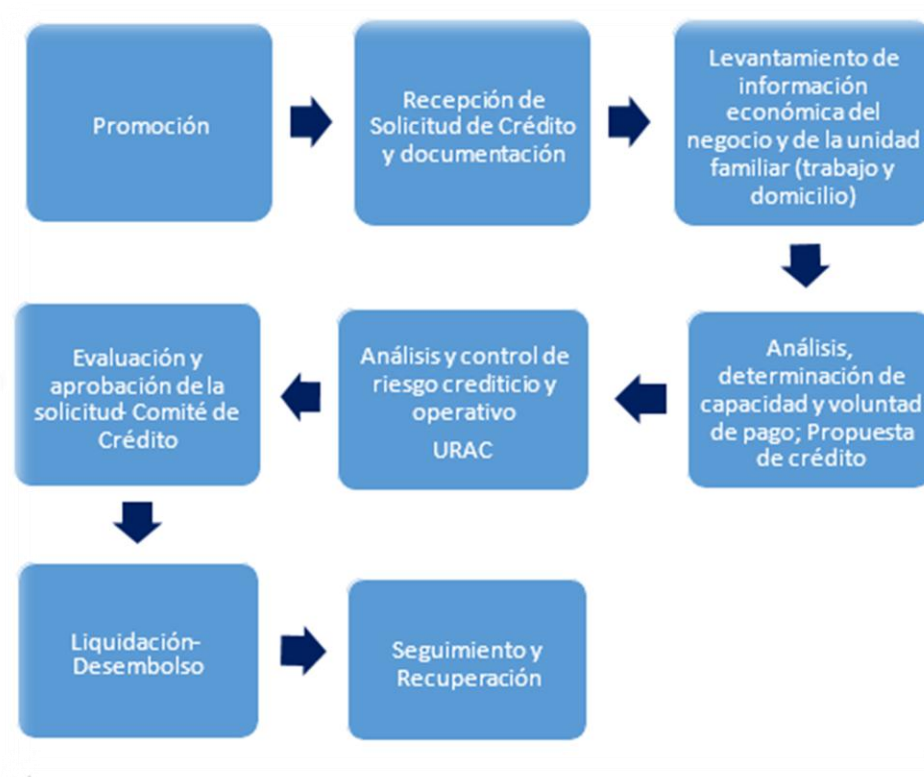 Promoción
Recepción de
Solicitud de Crédito
y documentación
Levantamiento de
información
económica del
negocio y de la unidad
familiar (trabajo y
domicilio)
Análisis,
determinación de
capacidad y voluntad
de pago; Propuesta
de crédito
Análisis y control de
riesgo crediticio y
operativo
URAC
Evaluación y
aprobación de la
solicitud- Comité de
Crédito
Liquidación-
Desembolso
Seguimiento y
Recuperación